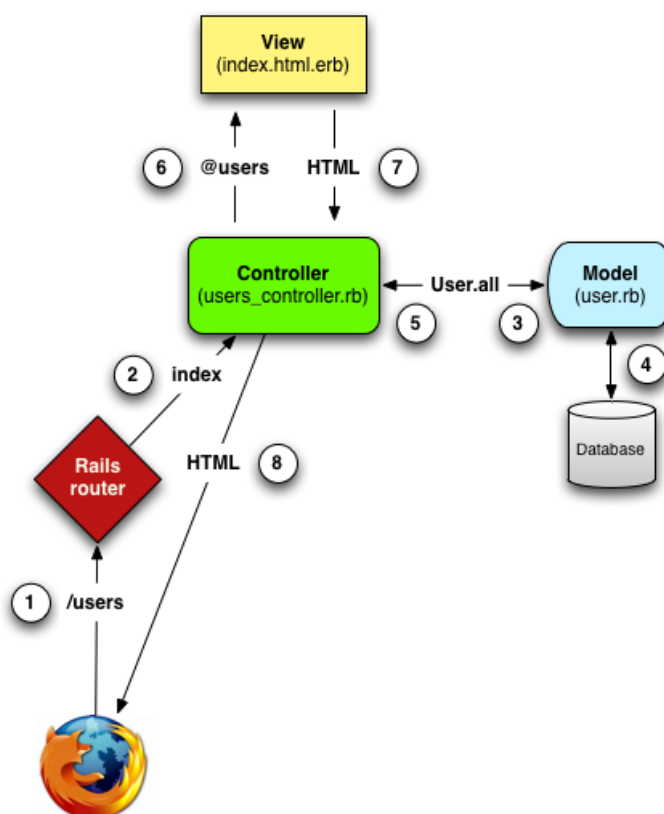 View
(index.html.erb)
6
@users
HTML
7
Controller
(users_controller.rb)
User.all
Model
(user.rb)
5
3
2
index
4
Rails
router
HTML
8
Database
1
/users